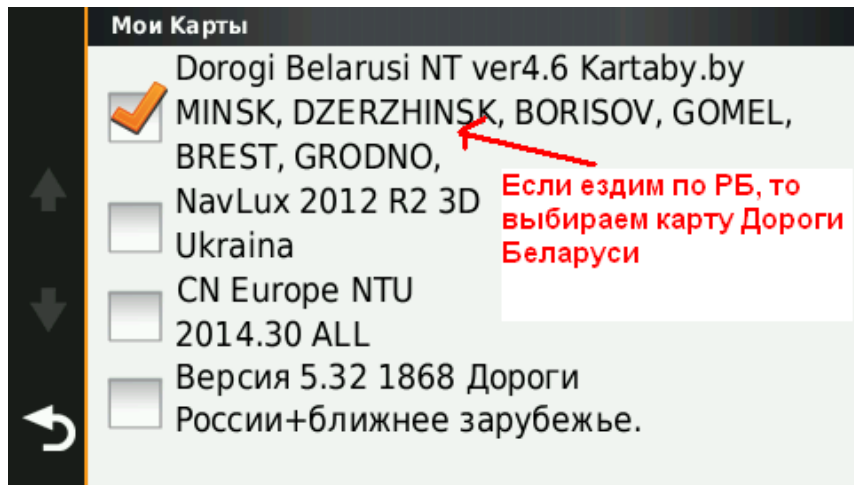 Мои Карты
Dorogi Belarusi NT ver4.6 Kartaby.by
MINSK, DZERZHINSK, BORISOV, GOMEL,
BREST, GRODNO,
Если ездим по РБ, то
выбираем карту Дороги
Беларуси
NavLux 2012 R2 3D
Ukraina
CN Europe NTU
2014.30 ALL
Версия 5.32 1868 Дороги
России+ближнее зарубежье.